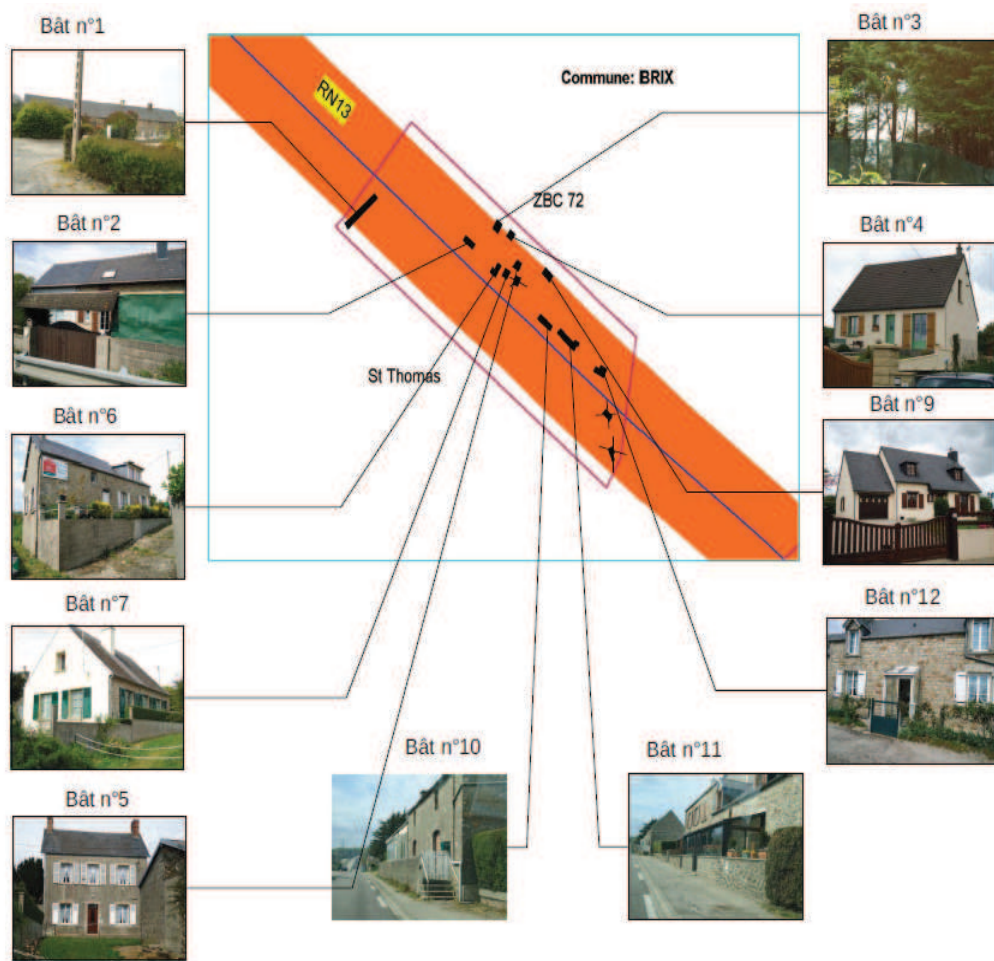 Bât n°1
Bât n°3
Commune: BRIX
RN13
ZBC 72
Bât n°2
Bât n°4
St Thomas
Bât n°6
Bât n°9
Bât n°7
Bât n°12
Bât n°10
Bât n°11
Bât n°5